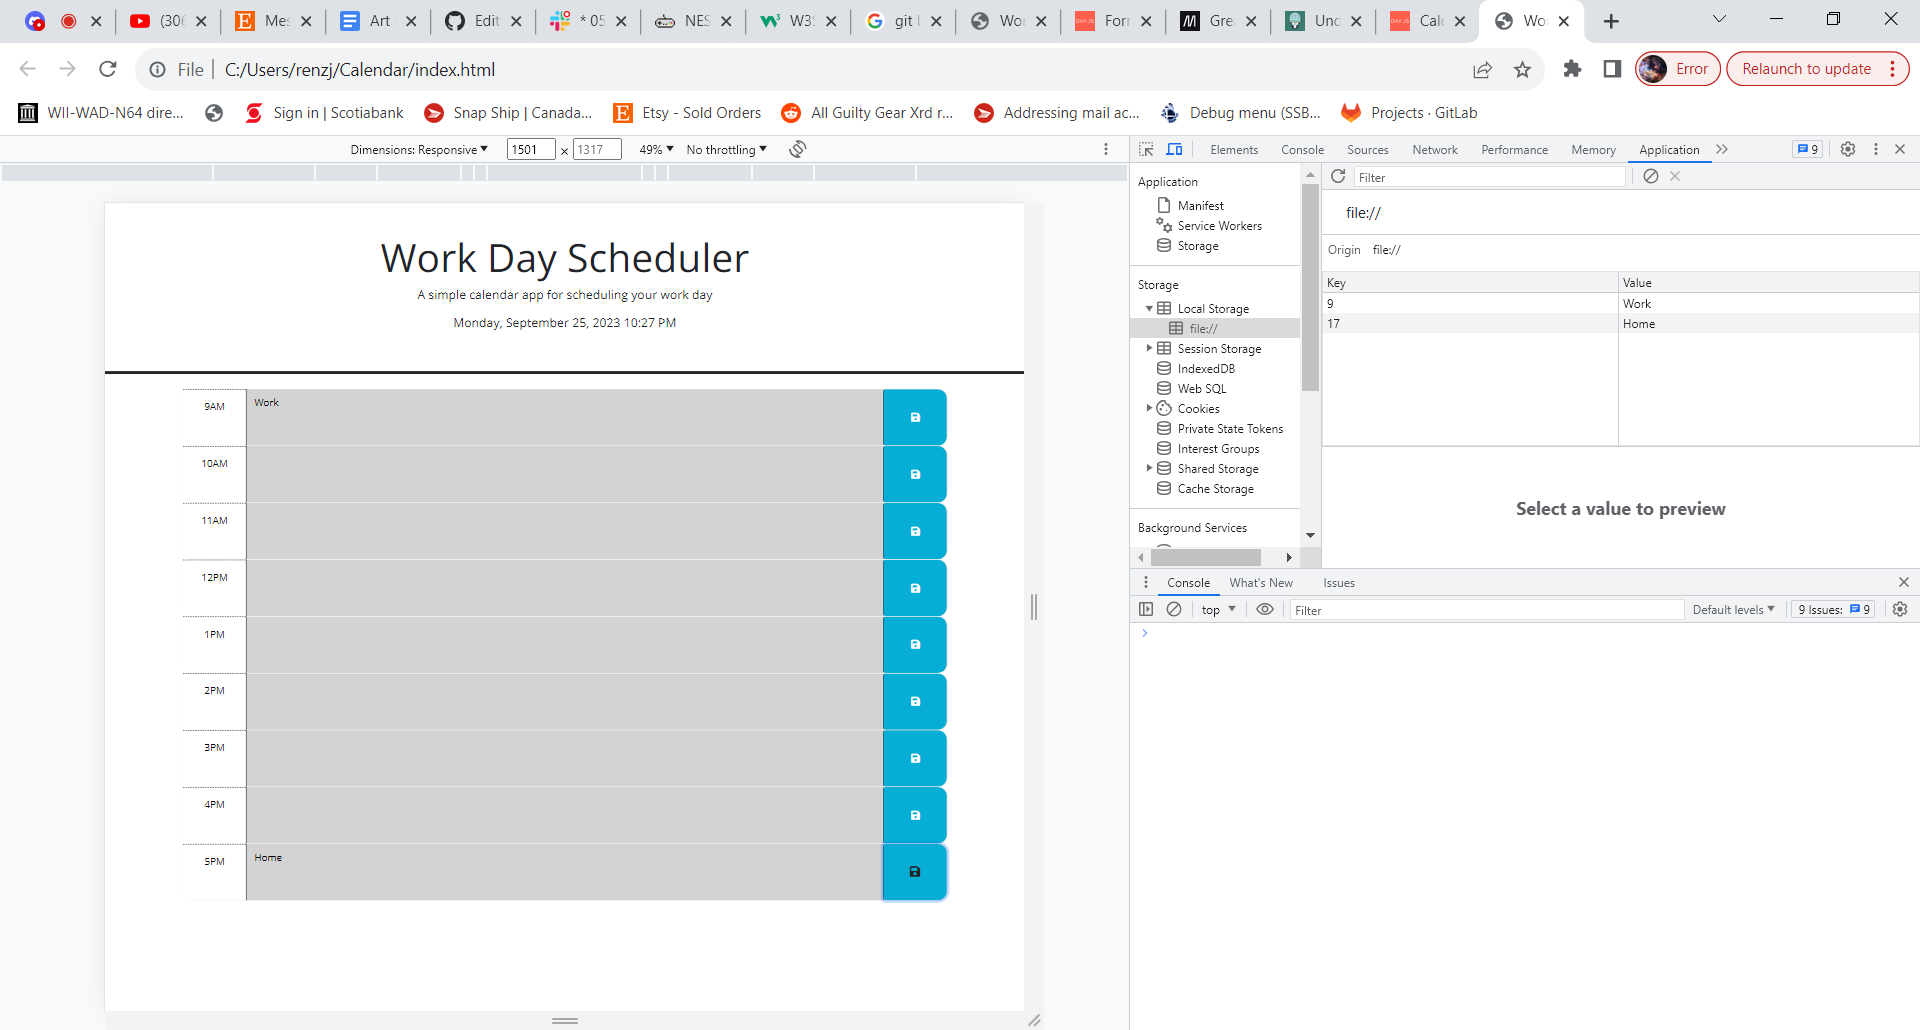 (306
Mes
Art
Edit
* 05
NES
W3S
git b
Wor
Form
Gre
Und
Cale
Wo
File
C:/Users/renzj/Calendar/index.html
Error
Relaunch to update
WII-WAD-N64 dire...
Sign in | Scotiabank
Snap Ship | Canada...
Etsy - Sold Orders
All Guilty Gear Xrd r...
Addressing mail ac...
Debug menu (SSB...
Projects · GitLab
Dimensions: Responsive
1501
×
1317
49%
No throttling
Elements
Console
Sources
Network
Performance
Memory
Application
9
Work Day Scheduler
A simple calendar app for scheduling your work day
Monday, September 25, 2023 10:27 PM
9AM
Work
10AM
11AM
12PM
1PM
2PM
3PM
4PM
5PM
Home
Application
Manifest
Service Workers
Storage
Storage
Local Storage
file://
Session Storage
IndexedDB
Web SQL
Cookies
Private State Tokens
Interest Groups
Shared Storage
Cache Storage
Background Services
Filter
file://
Origin file://
Key Value
9 Work
17 Home
Select a value to preview
Console
What's New
Issues
top
Filter
Default levels
9 Issues: 9